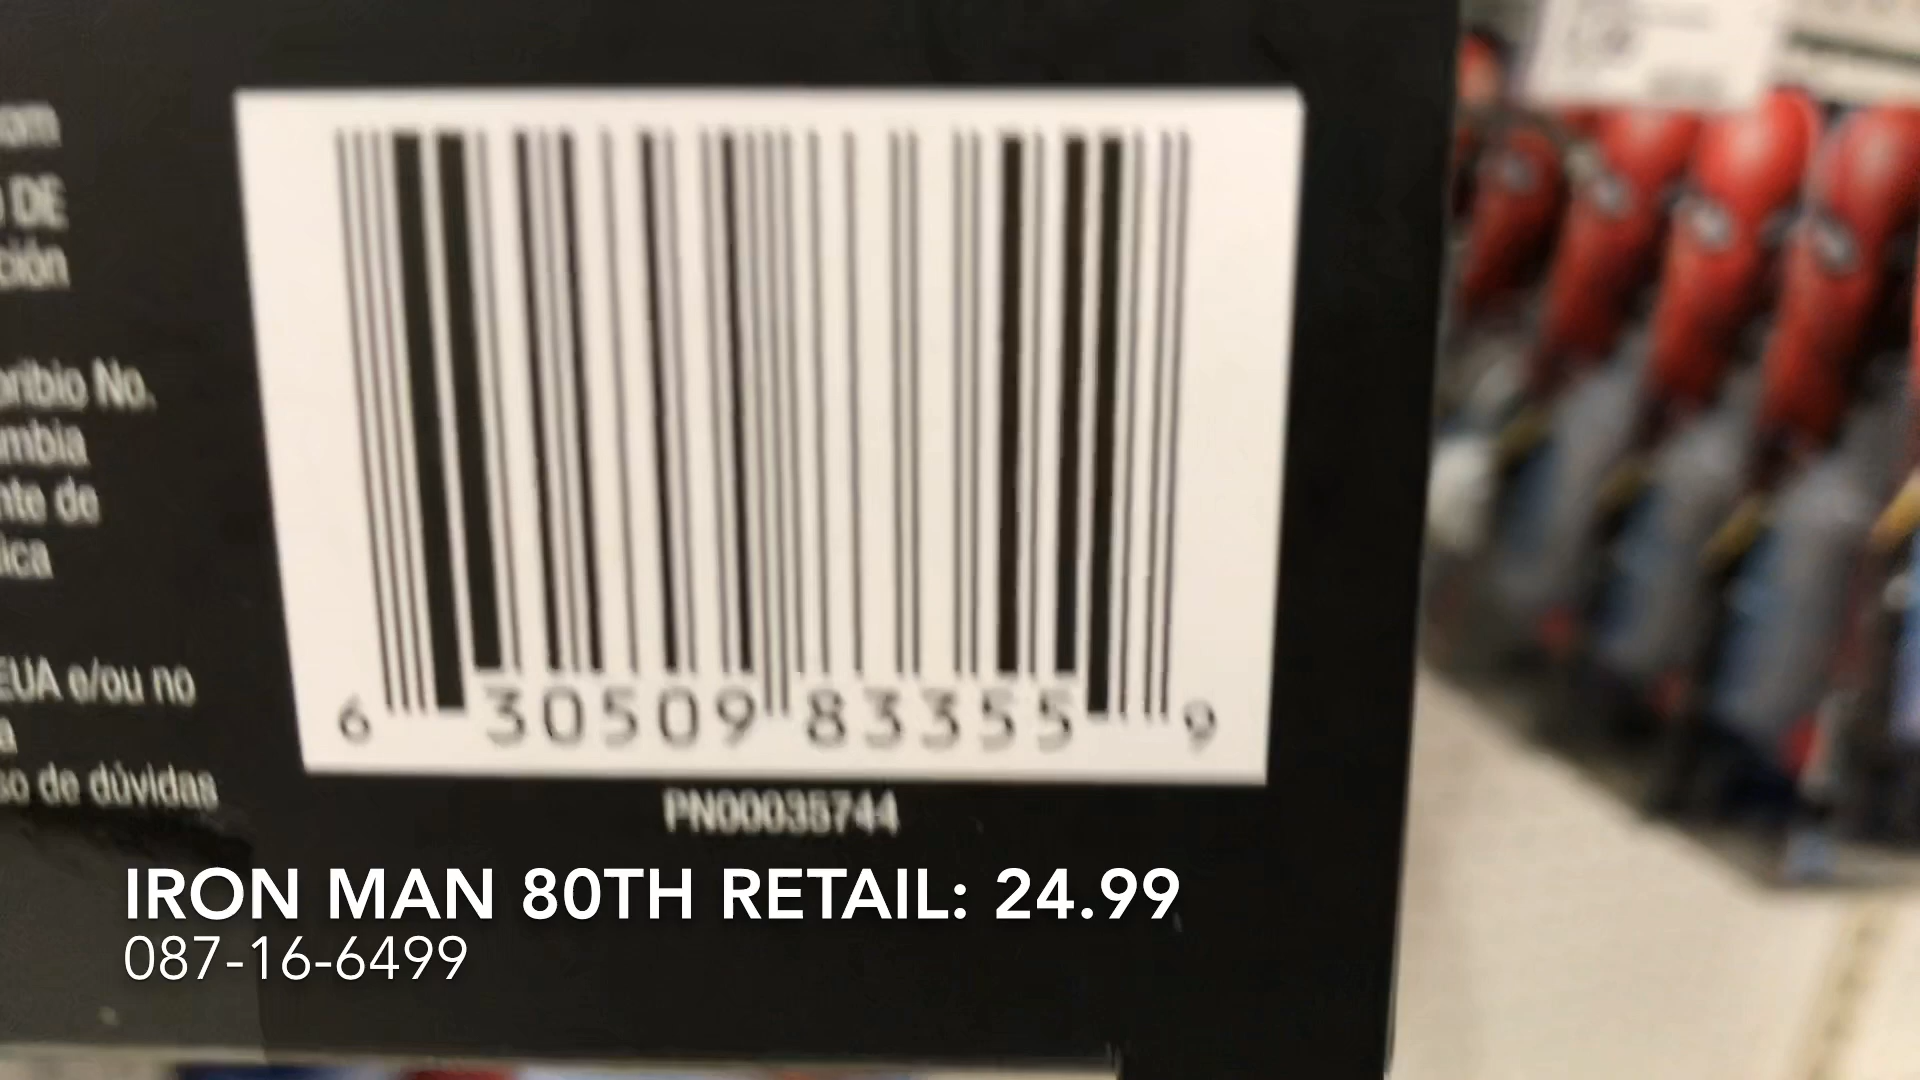 om
DE
ción
oribio No.
mbia
nte de
ica
EUA e/ou no
a
so de dúvidas
6 30509 83355 9
PN00035744
IRON MAN 80TH RETAIL: 24.99
087-16-6499